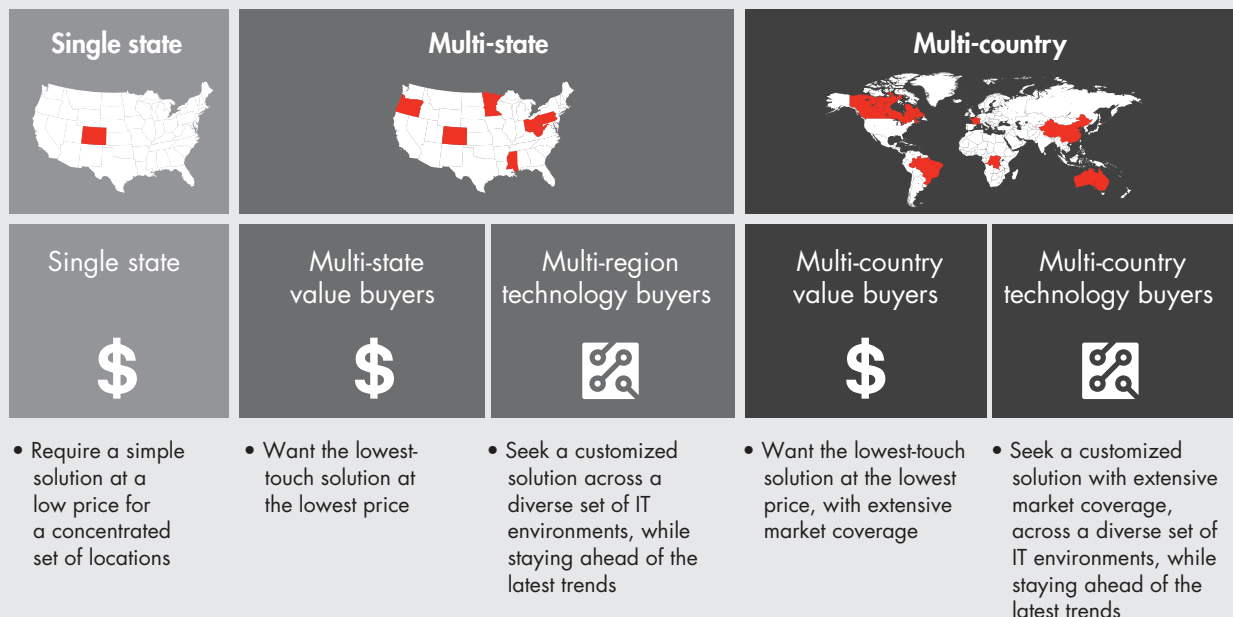 Single state
Multi-state
Multi-country
Single state
$
Multi-state
value buyers
$
Multi-region
technology buyers
Multi-country
value buyers
$
Multi-country
technology buyers
• Require a simple
solution at a
low price for
a concentrated
set of locations
• Want the lowest-
touch solution at
the lowest price
• Seek a customized
solution across a
diverse set of IT
environments, while
staying ahead of the
latest trends
• Want the lowest-touch
solution at the lowest
price, with extensive
market coverage
• Seek a customized
solution with extensive
market coverage,
across a diverse set of
IT environments, while
staying ahead of the
latest trends